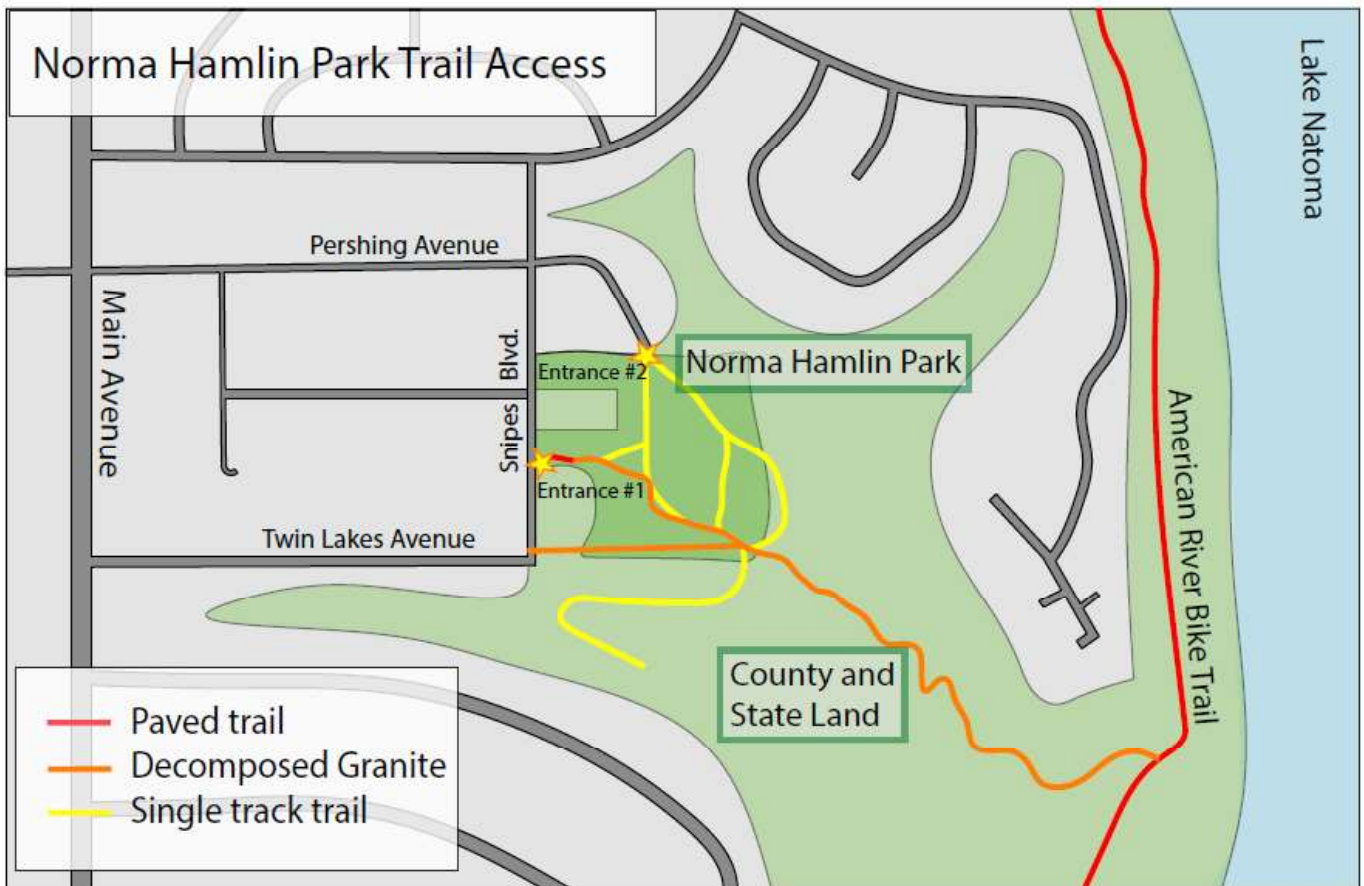 Norma Hamlin Park Trail Access
Lake Natoma
Pershing Avenue
Main Avenue
Snipes Blvd.
Entrance #2
Norma Hamlin Park
American River Bike Trail
Entrance #1
Twin Lakes Avenue
County and
State Land
Paved trail
Decomposed Granite
Single track trail